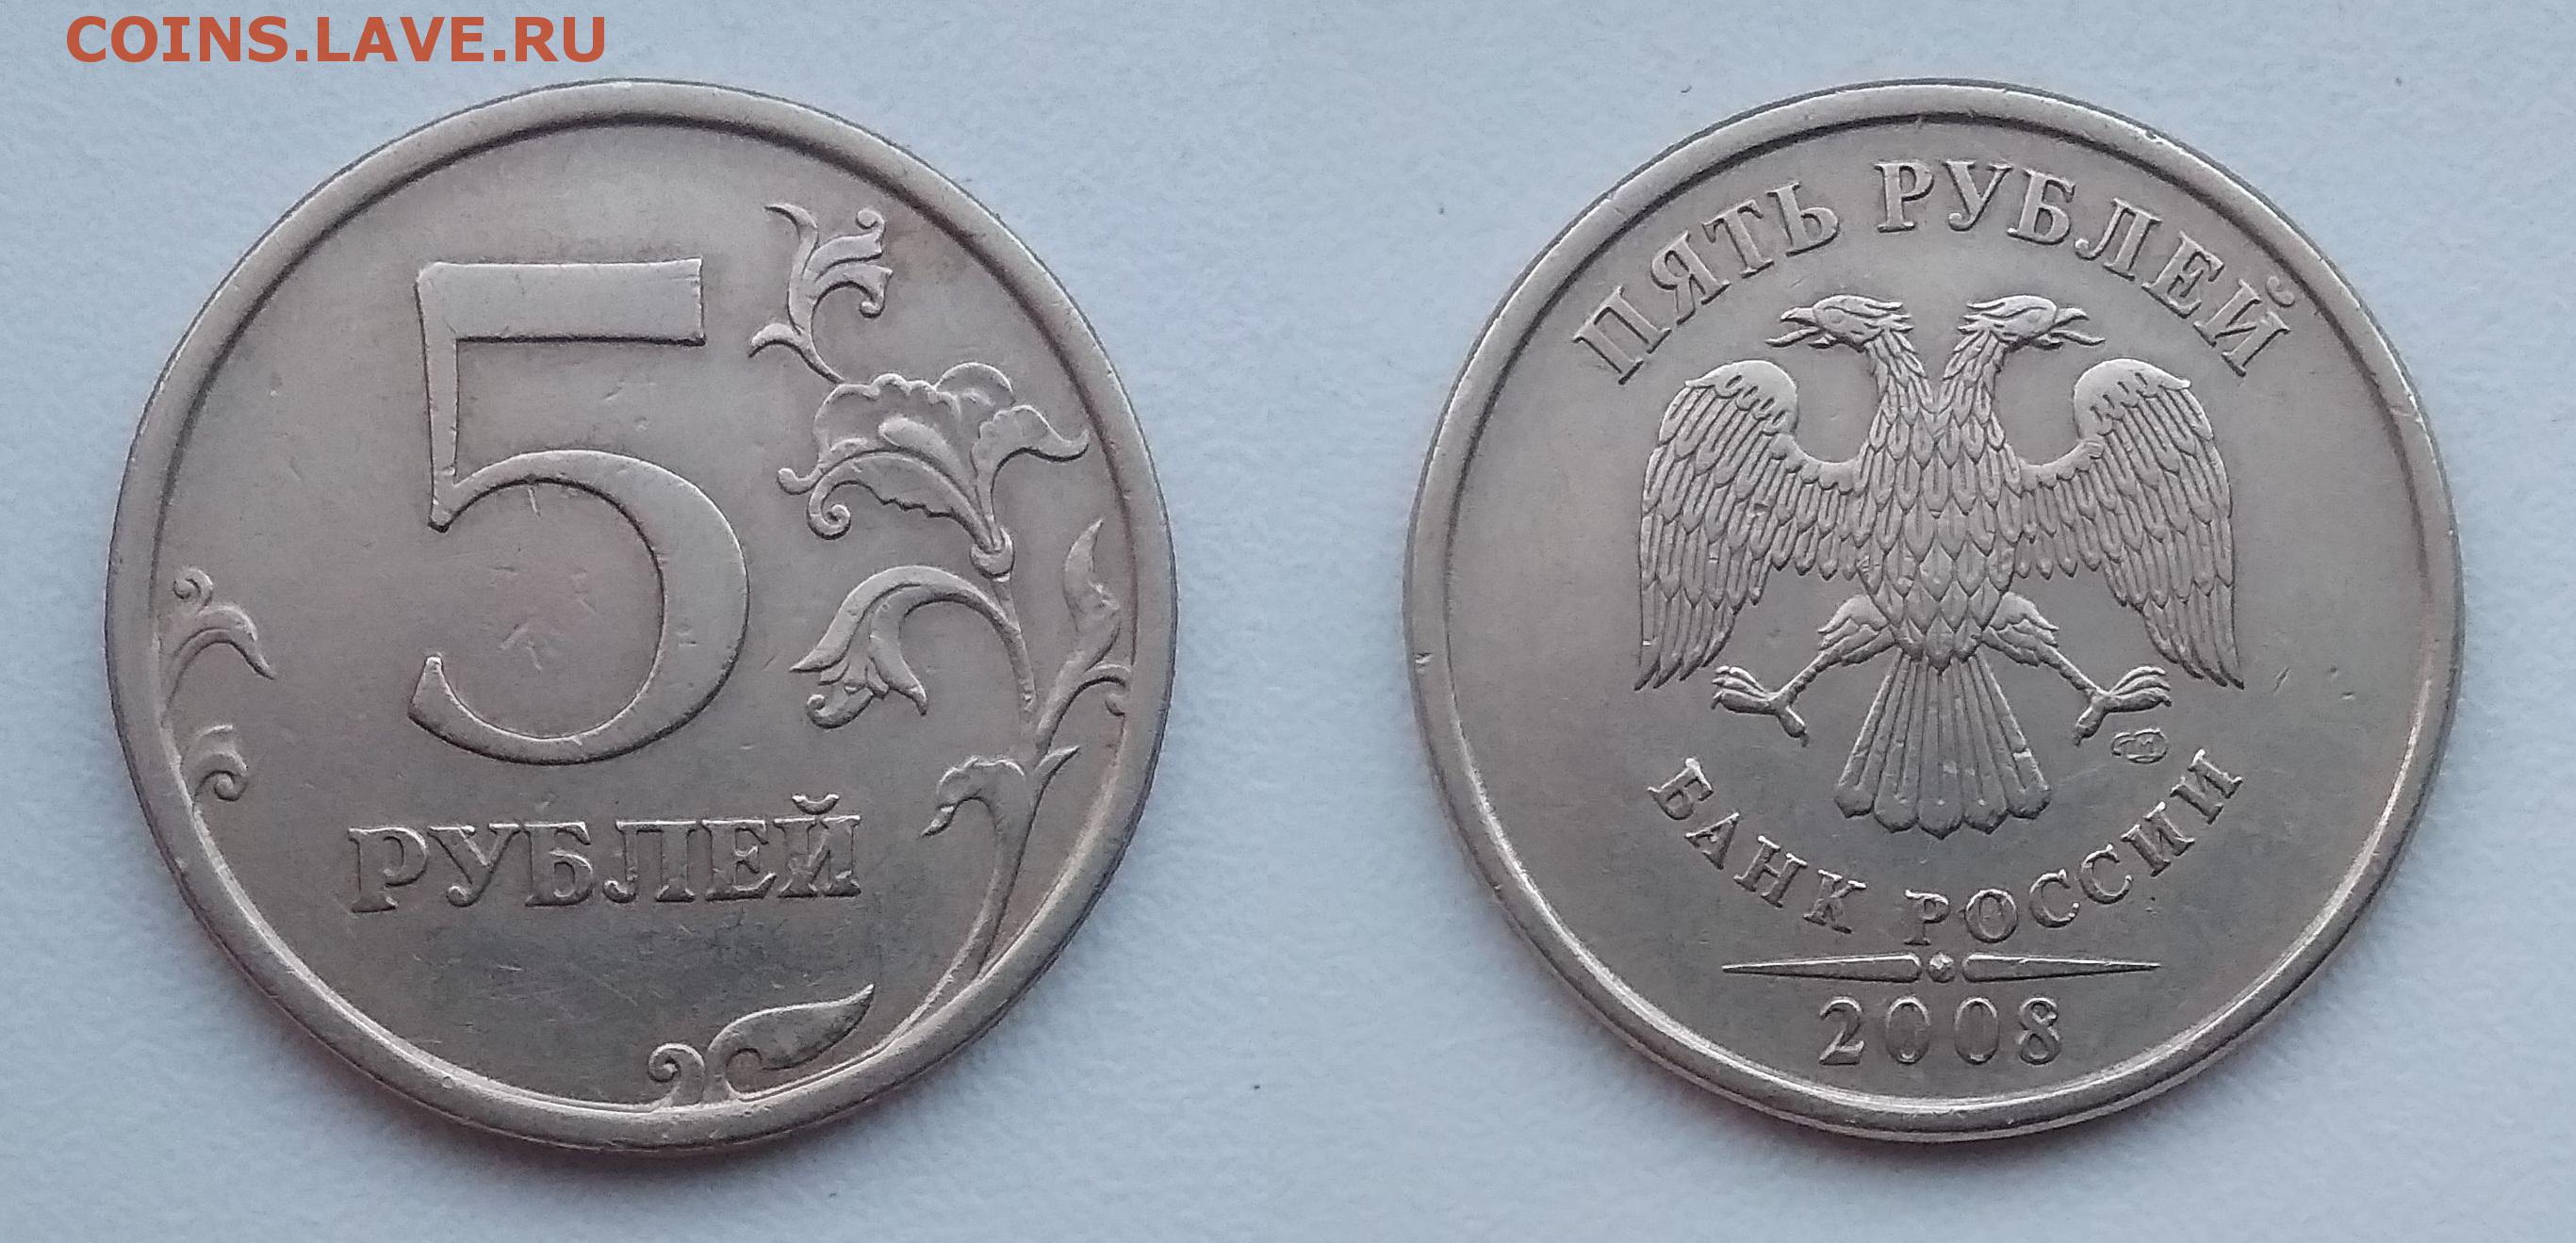 COINS.LAVE.RU
5
РУБЛЕЙ
ПЯТЬ РУБЛЕЙ
БАНК РОССИИ
2008